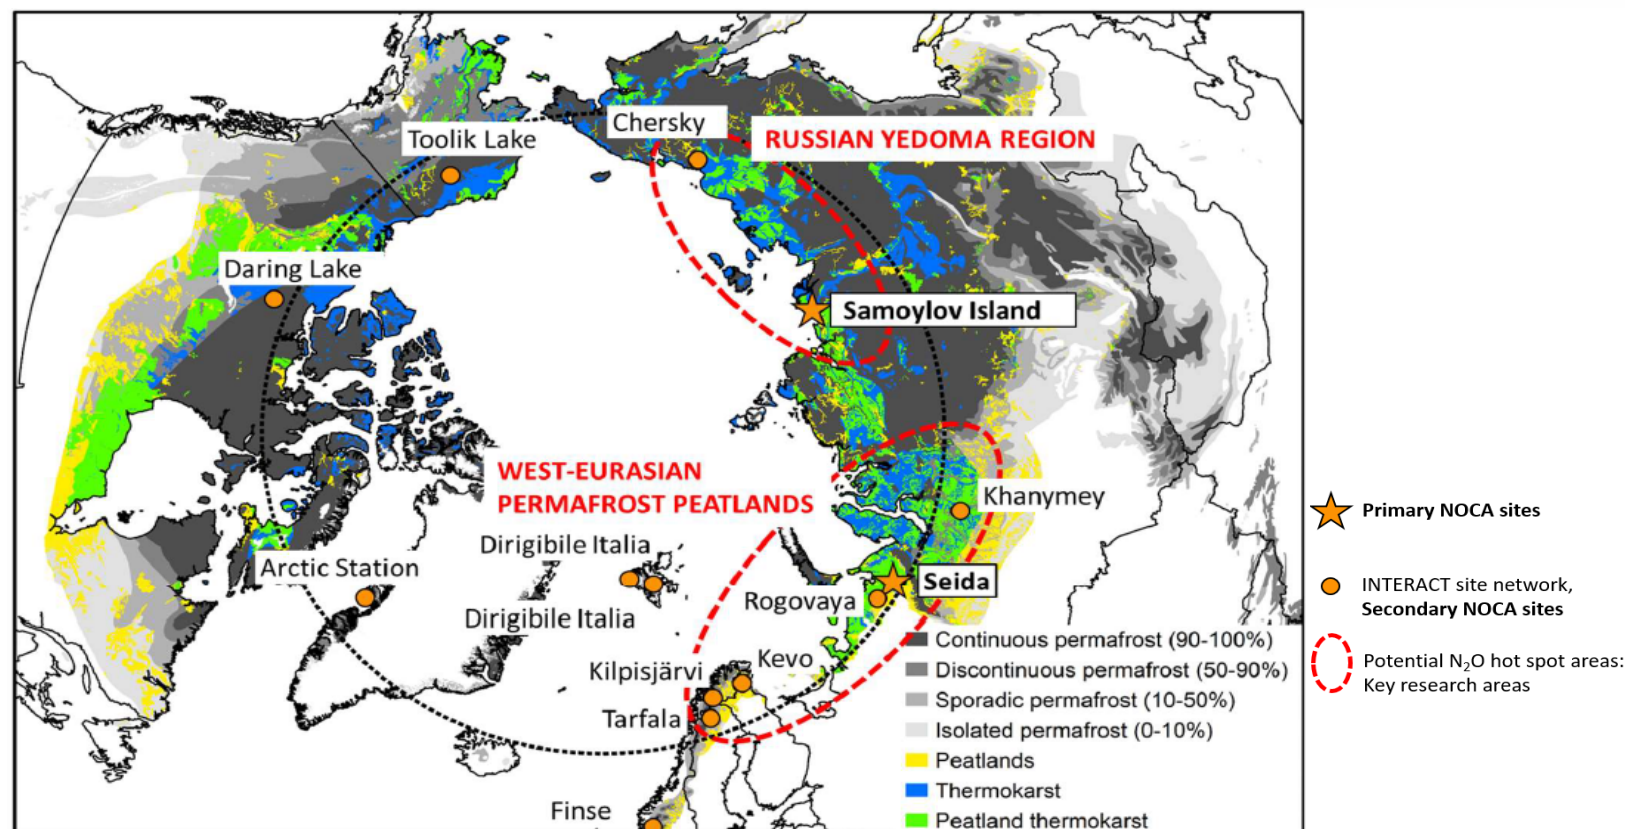 Chersky
RUSSIAN YEDOMA REGION
Toolik Lake
Daring Lake
Samoylov Island
WEST-EURASIAN
PERMAFROST PEATLANDS
Khanymey
Primary NOCA sites
Dirigibile Italia
Arctic Station
Seida
INTERACT site network,
Secondary NOCA sites
Rogovaya
Dirigibile Italia
Kevo
Kilpisjärvi
Tarfala
Potential N₂O hot spot areas:
Key research areas
Continuous permafrost (90-100%)
Discontinuous permafrost (50-90%)
Sporadic permafrost (10-50%)
Isolated permafrost (0-10%)
Peatlands
Thermokarst
Finse
Peatland thermokarst